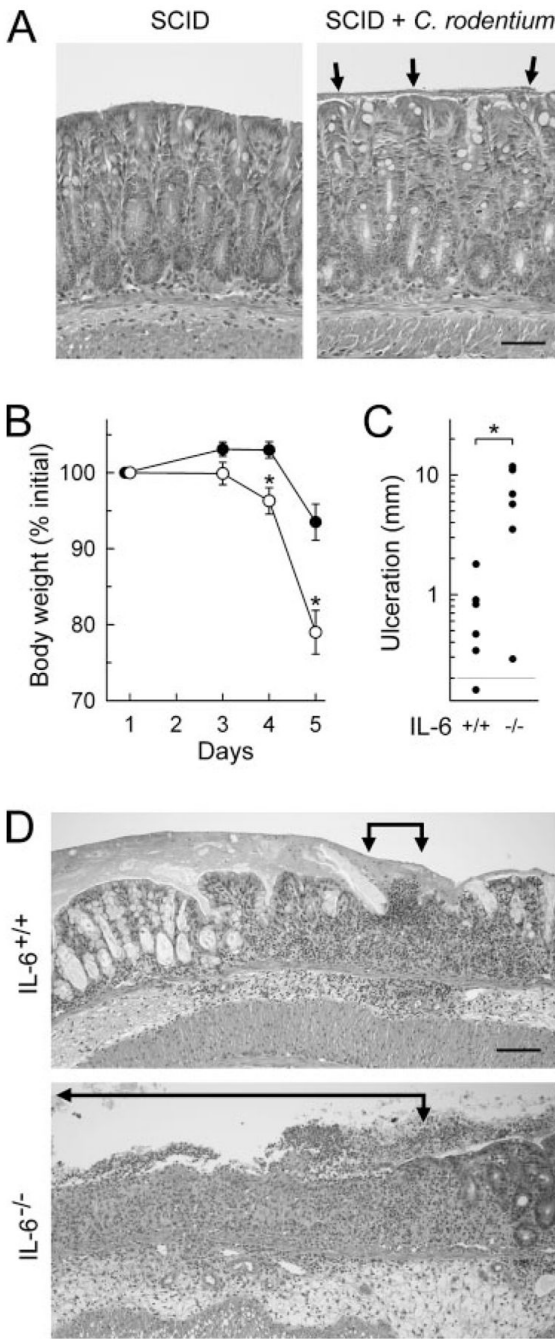 A
SCID
SCID + C. rodentium
B
Body weight (% initial)
100
90
80
70
*
*
1
2
3
4
5
Days
C
*
Ulceration (mm)
10
1
IL-6 +/+ -/-
D
IL-6+/+
IL-6-/-